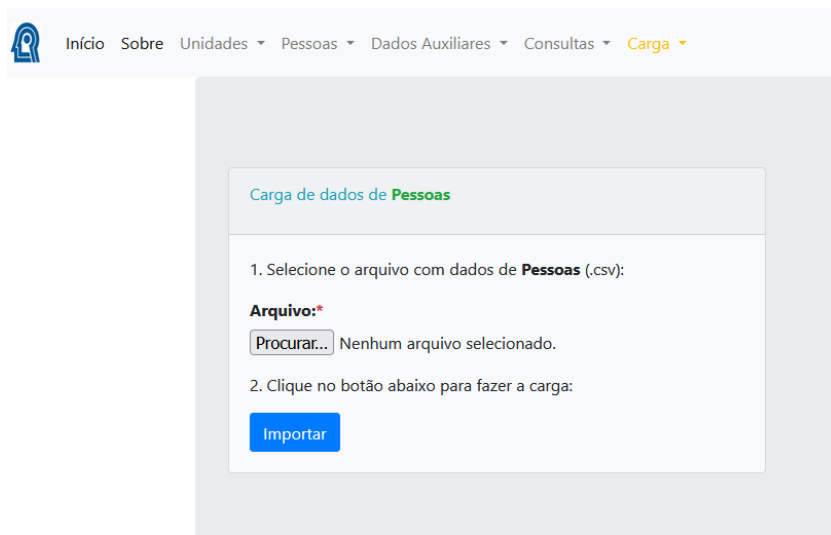 Início Sobre Unidades Pessoas Dados Auxiliares Consultas Carga
Carga de dados de Pessoas
1. Selecione o arquivo com dados de Pessoas (.csv):
Arquivo:*
Procurar... Nenhum arquivo selecionado.
2. Clique no botão abaixo para fazer a carga:
Importar